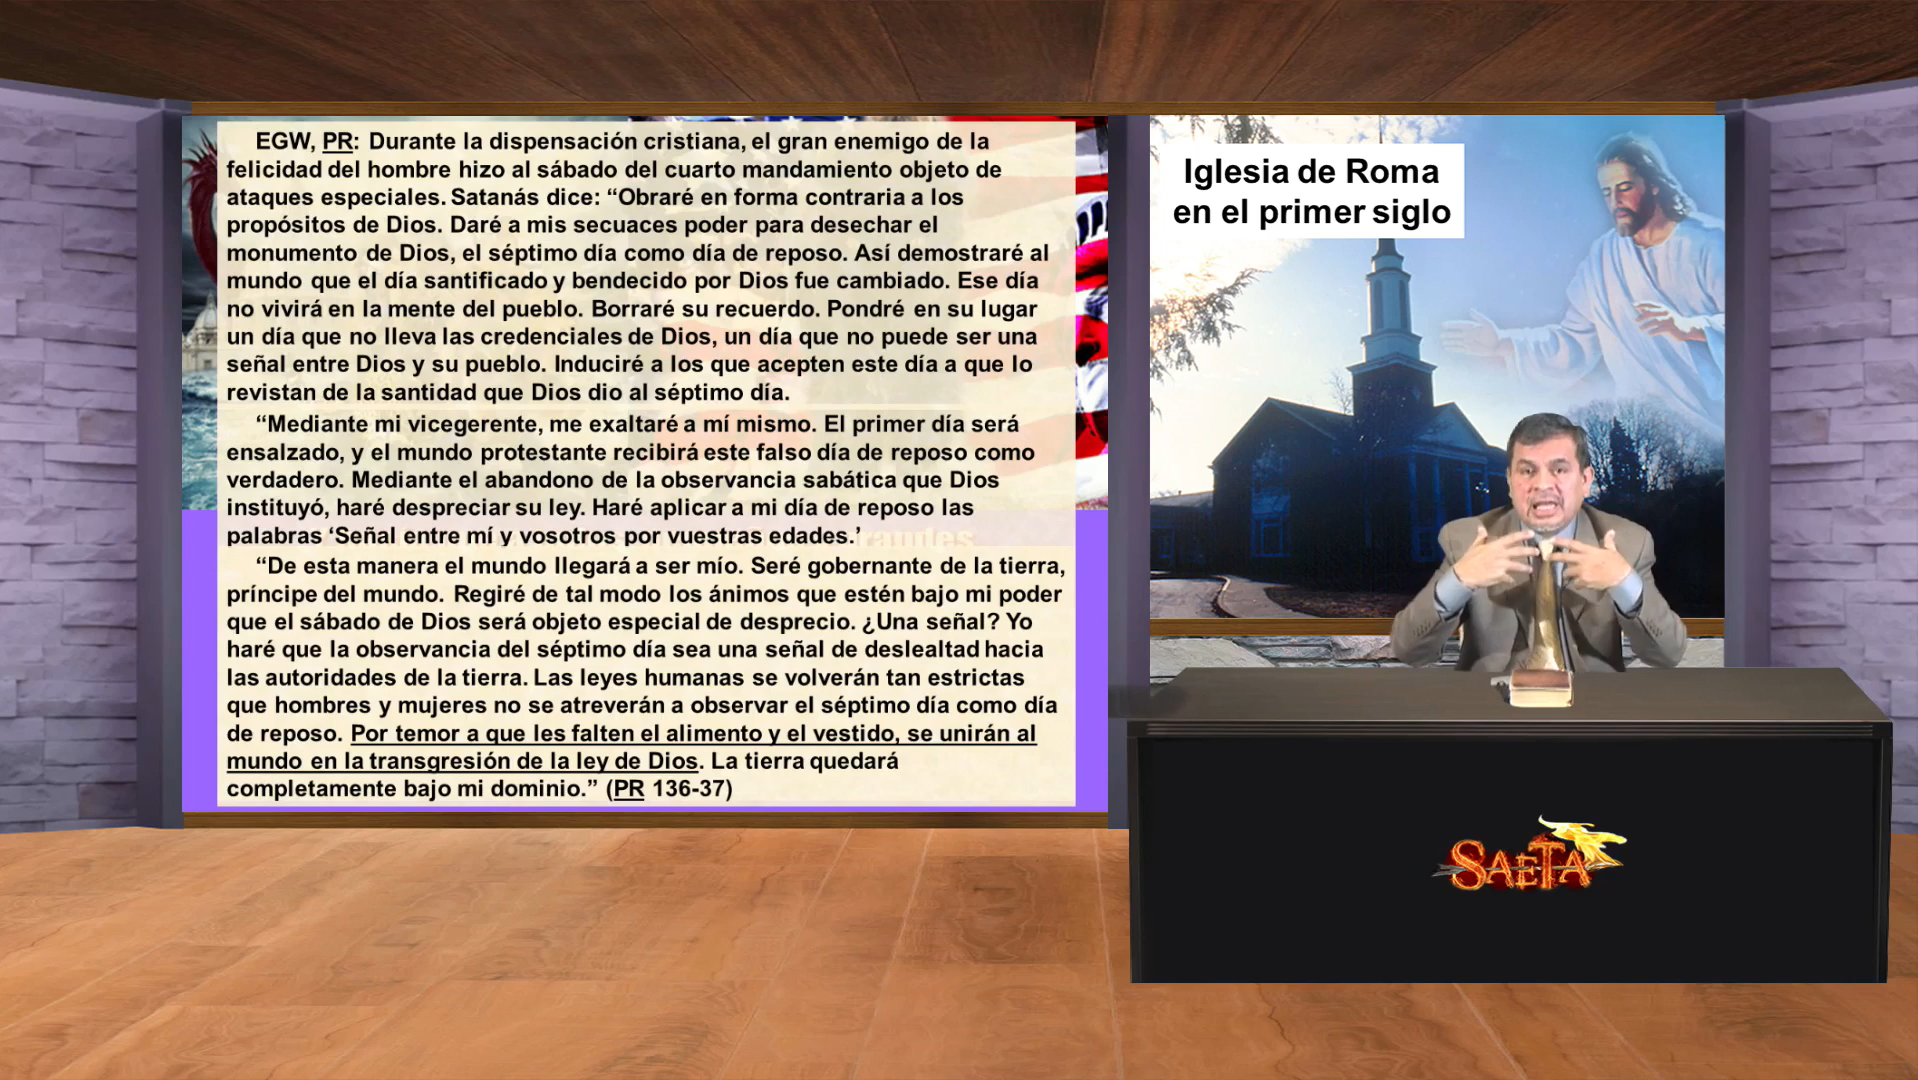 EGW, PR: Durante la dispensación cristiana, el gran enemigo de la
felicidad del hombre hizo al sábado del cuarto mandamiento objeto de
ataques especiales. Satanás dice: “Obraré en forma contraria a los
propósitos de Dios. Daré a mis secuaces poder para desechar el
monumento de Dios, el séptimo día como día de reposo. Así demostraré al
mundo que el día santificado y bendecido por Dios fue cambiado. Ese día
no vivirá en la mente del pueblo. Borraré su recuerdo. Pondré en su lugar
un día que no lleva las credenciales de Dios, un día que no puede ser una
señal entre Dios y su pueblo. Induciré a los que acepten este día a que lo
revistan de la santidad que Dios dio al séptimo día.
“Mediante mi vicegerente, me exaltaré a mí mismo. El primer día será
ensalzado, y el mundo protestante recibirá este falso día de reposo como
verdadero. Mediante el abandono de la observancia sabática que Dios
instituyó, haré despreciar su ley. Haré aplicar a mi día de reposo las
palabras ‘Señal entre mí y vosotros por vuestras edades.’
“De esta manera el mundo llegará a ser mío. Seré gobernante de la tierra,
príncipe del mundo. Regiré de tal modo los ánimos que estén bajo mi poder
que el sábado de Dios será objeto especial de desprecio. ¿Una señal? Yo
haré que la observancia del séptimo día sea una señal de deslealtad hacia
las autoridades de la tierra. Las leyes humanas se volverán tan estrictas
que hombres y mujeres no se atreverán a observar el séptimo día como día
de reposo. Por temor a que les falten el alimento y el vestido, se unirán al
mundo en la transgresión de la ley de Dios. La tierra quedará
completamente bajo mi dominio.” (PR 136-37)
Iglesia de Roma
en el primer siglo
SAETA